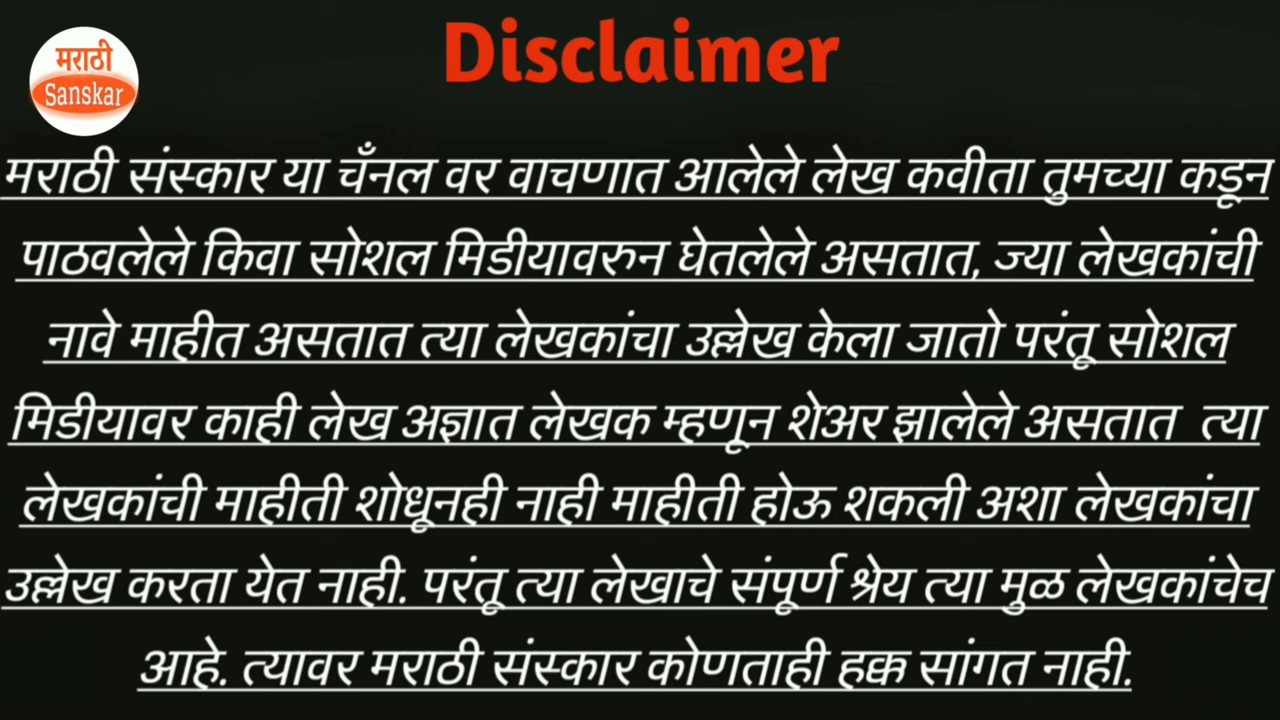 Disclaimer
मराठी
Sanskar
मराठी संस्कार या चॅंनल वर वाचणात आलेले लेख कवीता तुमच्या कडून
पाठवलेले किवा सोशल मिडीयावरुन घेतलेले असतात, ज्या लेखकांची
नावे माहीत असतात त्या लेखकांचा उल्लेख केला जातो परंतू सोशल
मिडीयावर काही लेख अज्ञात लेखक म्हणून शेअर झालेले असतात त्या
लेखकांची माहीती शोधूनही नाही माहीती होऊ शकली अशा लेखकांचा
उल्लेख करता येत नाही. परंतू त्या लेखाचे संपूर्ण श्रेय त्या मुळ लेखकांचेच
आहे. त्यावर मराठी संस्कार कोणताही हक्क सांगत नाही.